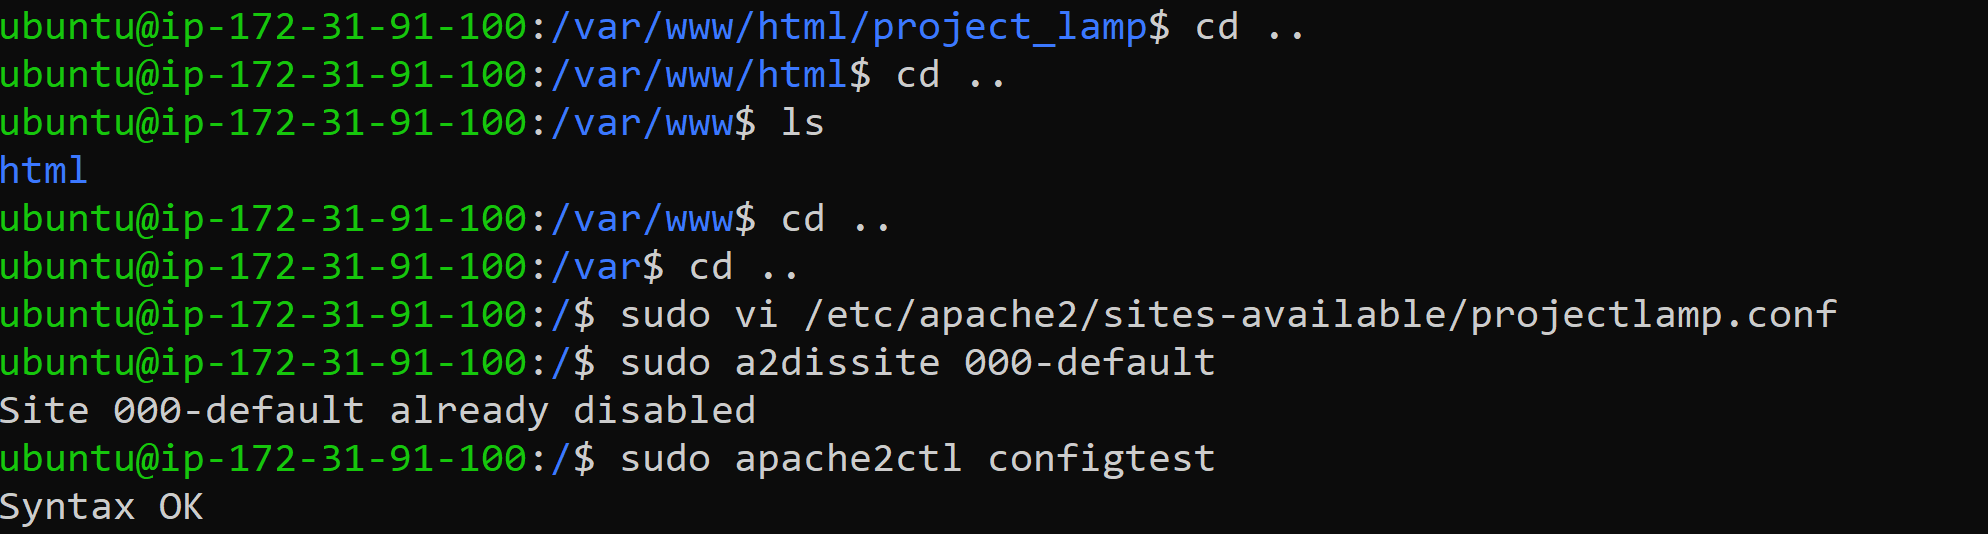 ubuntu@ip-172-31-91-100:/var/www/html/project_lamp$ cd ..
ubuntu@ip-172-31-91-100:/var/www/html$ cd ..
ubuntu@ip-172-31-91-100:/var/www$ ls
html
ubuntu@ip-172-31-91-100:/var/www$ cd ..
ubuntu@ip-172-31-91-100:/var$ cd ..
ubuntu@ip-172-31-91-100:/$ sudo vi /etc/apache2/sites-available/projectlamp.conf
ubuntu@ip-172-31-91-100:/$ sudo a2dissite 000-default
Site 000-default already disabled
ubuntu@ip-172-31-91-100:/$ sudo apache2ctl configtest
Syntax OK